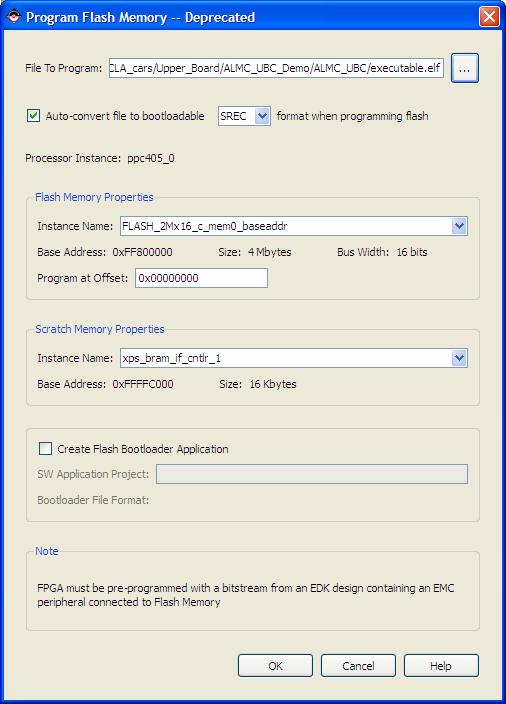 Program Flash Memory -- Deprecated
File To Program: CLA_cars/Upper_Board/ALMC_UBC_Demo/ALMC_UBC/executable.elf ...
Auto-convert file to bootloadable SREC format when programming flash
Processor Instance: ppc405_0
Flash Memory Properties
Instance Name: FLASH_2Mx16_c_mem0_baseaddr
Base Address: 0xFF800000 Size: 4 Mbytes Bus Width: 16 bits
Program at Offset: 0x00000000
Scratch Memory Properties
Instance Name: xps_bram_if_cntlr_1
Base Address: 0xFFFFC000 Size: 16 Kbytes
Create Flash Bootloader Application
SW Application Project:
Bootloader File Format:
Note
FPGA must be pre-programmed with a bitstream from an EDK design containing an EMC
peripheral connected to Flash Memory
OK Cancel Help